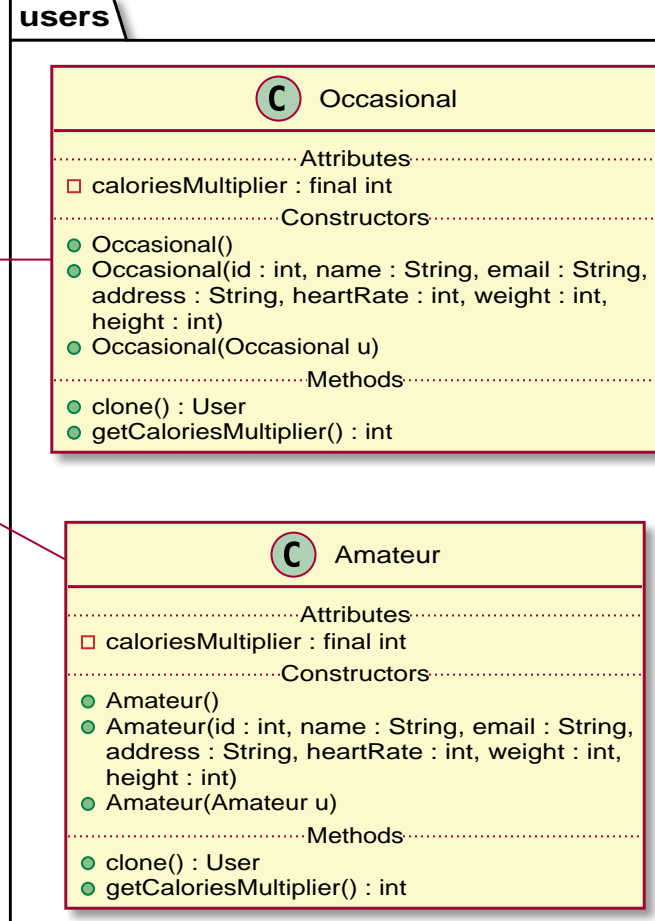 users
C Occasional
Attributes
caloriesMultiplier : final int
Constructors
Occasional()
Occasional(id : int, name : String, email : String,
address : String, heartRate : int, weight : int,
height : int)
Occasional(Occasional u)
Methods
clone() : User
getCaloriesMultiplier() : int
C Amateur
Attributes
caloriesMultiplier : final int
Constructors
Amateur()
Amateur(id : int, name : String, email : String,
address : String, heartRate : int, weight : int,
height : int)
Amateur(Amateur u)
Methods
clone() : User
getCaloriesMultiplier() : int